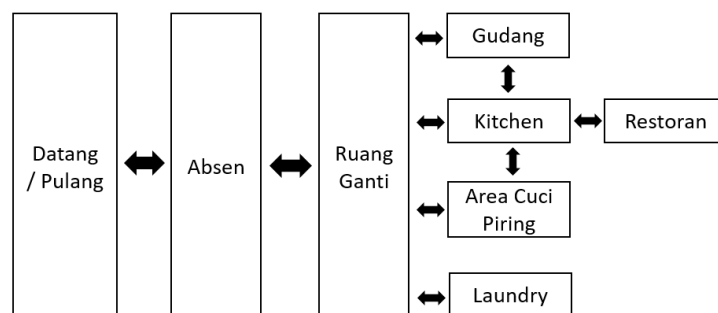 Datang
/ Pulang
Absen
Ruang
Ganti
Gudang
Kitchen
Restoran
Area Cuci
Piring
Laundry